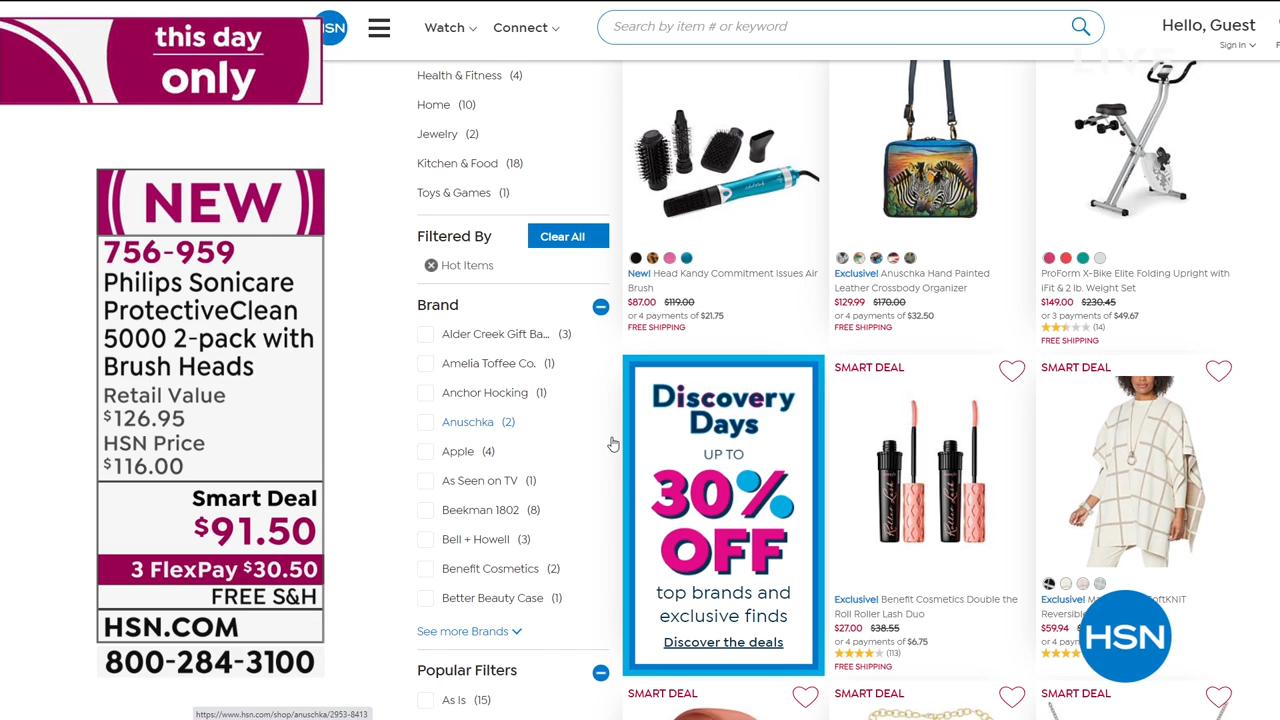 this day
only
NEW
756-959
Philips Sonicare
ProtectiveClean
5000 2-pack with
Brush Heads
Retail Value
$126.95
HSN Price
$116.00
Smart Deal
$91.50
3 FlexPay $30.50
FREE S&H
HSN.COM
800-284-3100
HSN
Watch
Connect
Search by item # or keyword
Hello, Guest
Sign In
LIVE
Health & Fitness (4)
Home (10)
Jewelry (2)
Kitchen & Food (18)
Toys & Games (1)
Filtered By
Clear All
Hot Items
Brand
Alder Creek Gift Ba... (3)
Amelia Toffee Co. (1)
Anchor Hocking (1)
Anuschka (2)
Apple (4)
As Seen on TV (1)
Beekman 1802 (8)
Bell + Howell (3)
Benefit Cosmetics (2)
Better Beauty Case (1)
See more Brands
Popular Filters
As Is (15)
New! Head Kandy Commitment Issues Air
Brush
$87.00 $119.00
or 4 payments of $21.75
FREE SHIPPING
Exclusive! Anuschka Hand Painted
Leather Crossbody Organizer
$129.99 $170.00
or 4 payments of $32.50
FREE SHIPPING
ProForm X-Bike Elite Folding Upright with
iFit & 2 lb. Weight Set
$149.00 $230.45
or 3 payments of $49.67
(14)
FREE SHIPPING
Discovery
Days
UP TO
30%
OFF
top brands and
exclusive finds
Discover the deals
SMART DEAL
Roller Lash
Roller Lash
Exclusive! Benefit Cosmetics Double the
Roll Roller Lash Duo
$27.00 $38.55
or 4 payments of $6.75
(113)
FREE SHIPPING
SMART DEAL
Exclusive!
Reversible
$59.94
or 4
HSN
SMART DEAL
SMART DEAL
SMART DEAL
https://www.hsn.com/shop/anuschka/2953-8413